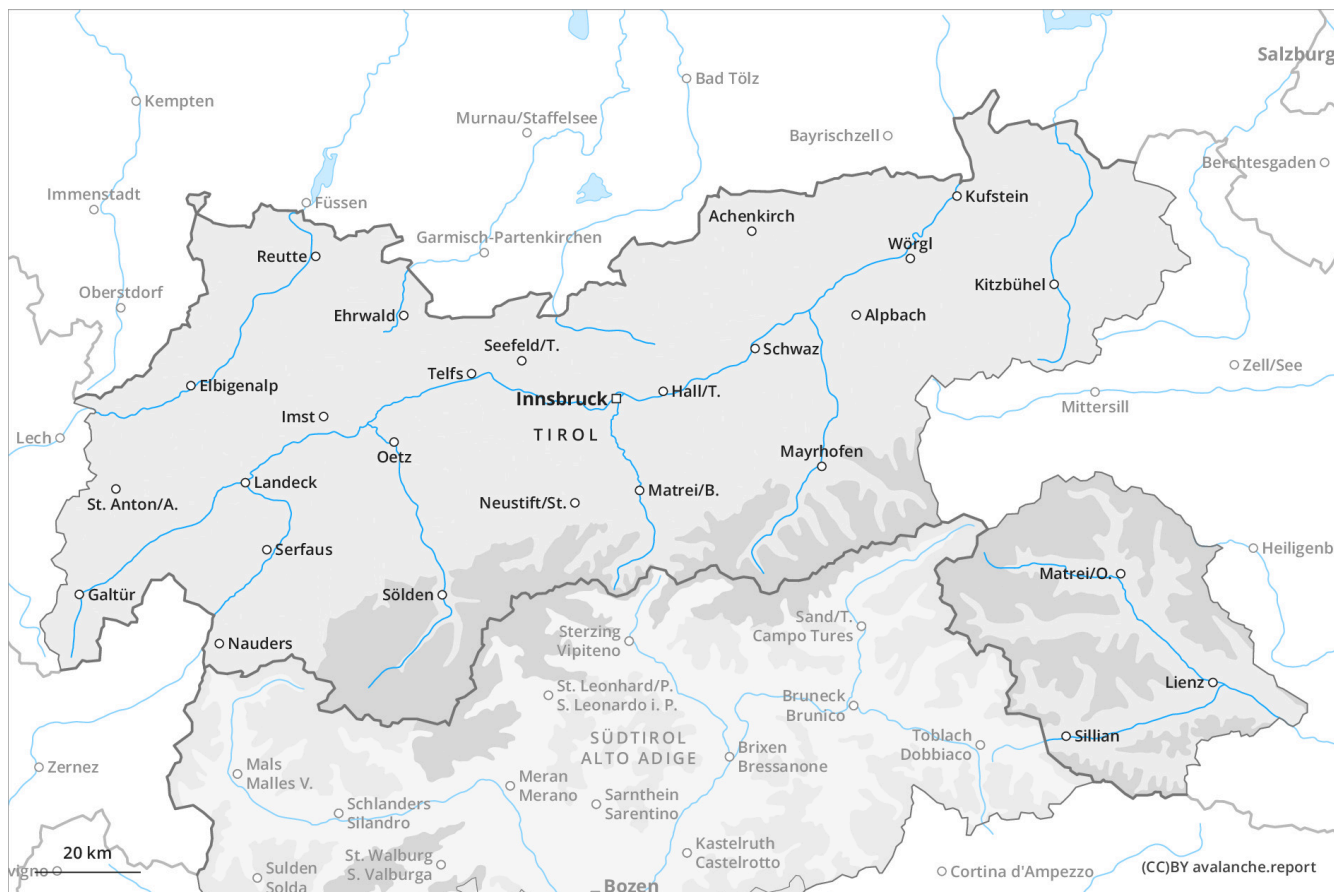 Salzburg
Bad Tölz
Kempten
Murnau/Staffelsee
Bayrischzell
Berchtesgaden
Immenstadt
Füssen
Kufstein
Achenkirch
Garmisch-Partenkirchen
Wörgl
Reutte
Kitzbühel
Oberstdorf
Ehrwald
Alpbach
Seefeld/T.
Schwaz
Zell/See
Telfs
Elbigenalp
Hall/T.
Innsbruck
Mittersill
Imst
TIROL
Lech
Oetz
Mayrhofen
Landeck
Matrei/B.
St. Anton/A.
Neustift/St.
Serfaus
Heiligenb
Matrei/O.
Galtür
Sölden
Sand/T.
Campo Tures
Sterzing
Vipiteno
Nauders
Lienz
St. Leonhard/P.
S. Leonardo i. P.
Bruneck
Brunico
Sillian
SÜDTIROL
ALTO ADIGE
Toblach
Dobbiaco
Brixen
Bressanone
Zernez
Mals
Malles V.
Meran
Merano
Sarnthein
Sarentino
Schlanders
Silandro
Kastelruth
Castelrotto
20 km
St. Walburg
S. Valburga
vigno
Sulden
Solda
Cortina d'Ampezzo
(CC)BY avalanche.report
Bozen